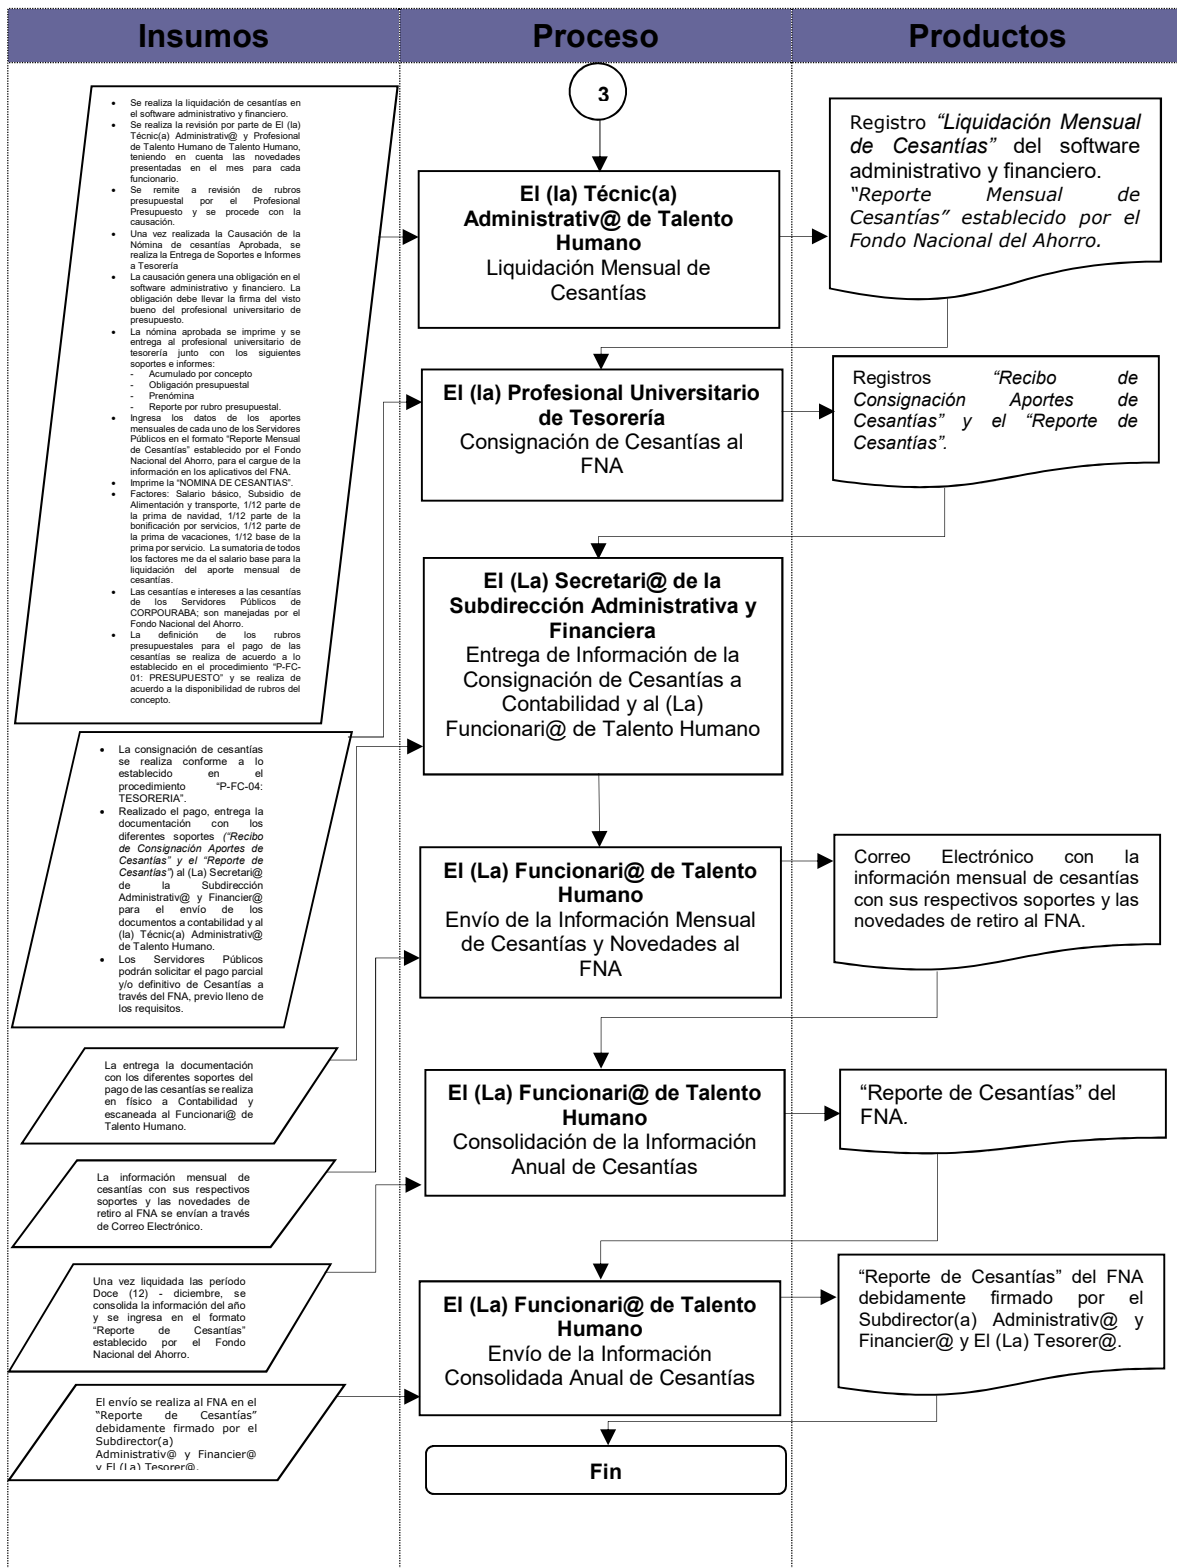 Insumos
Proceso
Productos
3
• Se realiza la liquidación de cesantías en
el software administrativo y financiero.
• Se realiza la revisión por parte de El (la)
Técnic(a) Administrativ@ y Profesional
de Talento Humano de Talento Humano,
teniendo en cuenta las novedades
presentadas en el mes para cada
funcionario.
• Se remite a revisión de rubros
presupuestal por el Profesional
Presupuesto y se procede con la
causación.
• Una vez realizada la Causación de la
Nómina de cesantías Aprobada, se
realiza la Entrega de Soportes e Informes
a Tesorería
• La causación genera una obligación en el
software administrativo y financiero. La
obligación debe llevar la firma del visto
bueno del profesional universitario de
presupuesto.
• La nómina aprobada se imprime y se
entrega al profesional universitario de
tesorería junto con los siguientes
soportes e informes:
- Acumulado por concepto
- Obligación presupuestal
- Prenómina
- Reporte por rubro presupuestal.
• Ingresa los datos de los aportes
mensuales de cada uno de los Servidores
Públicos en el formato “Reporte Mensual
de Cesantías” establecido por el Fondo
Nacional del Ahorro, para el cargue de la
información en los aplicativos del FNA.
• Imprime la “NOMINA DE CESANTIAS”.
• Factores: Salario básico, Subsidio de
Alimentación y transporte, 1/12 parte de
la prima de navidad, 1/12 parte de la
bonificación por servicios, 1/12 parte de
la prima de vacaciones, 1/12 base de la
prima por servicio. La sumatoria de todos
los factores me da el salario base para la
liquidación del aporte mensual de
cesantías.
• Las cesantías e intereses a las cesantías
de los Servidores Públicos de
CORPOURABA; son manejadas por el
Fondo Nacional del Ahorro.
• La definición de los rubros
presupuestales para el pago de las
cesantías se realiza de acuerdo a lo
establecido en el procedimiento “P-FC-
01: PRESUPUESTO” y se realiza de
acuerdo a la disponibilidad de rubros del
concepto.
El (la) Técnic(a)
Administrativ@ de Talento
Humano
Liquidación Mensual de
Cesantías
Registro “Liquidación Mensual
de Cesantías” del software
administrativo y financiero.
“Reporte Mensual de
Cesantías” establecido por el
Fondo Nacional del Ahorro.
El (la) Profesional Universitario
de Tesorería
Consignación de Cesantías al
FNA
Registros “Recibo de
Consignación Aportes de
Cesantías” y el “Reporte de
Cesantías”.
El (La) Secretari@ de la
Subdirección Administrativa y
Financiera
Entrega de Información de la
Consignación de Cesantías a
Contabilidad y al (La)
Funcionari@ de Talento Humano
• La consignación de cesantías
se realiza conforme a lo
establecido en el
procedimiento “P-FC-04:
TESORERIA”.
• Realizado el pago, entrega la
documentación con los
diferentes soportes (“Recibo
de Consignación Aportes de
Cesantías” y el “Reporte de
Cesantías”) al (La) Secretari@
de la Subdirección
Administrativ@ y Financier@
para el envío de los
documentos a contabilidad y al
(la) Técnic(a) Administrativ@
de Talento Humano.
• Los Servidores Públicos
podrán solicitar el pago parcial
y/o definitivo de Cesantías a
través del FNA, previo lleno de
los requisitos.
El (La) Funcionari@ de Talento
Humano
Envío de la Información Mensual
de Cesantías y Novedades al
FNA
Correo Electrónico con la
información mensual de cesantías
con sus respectivos soportes y las
novedades de retiro al FNA.
La entrega la documentación
con los diferentes soportes del
pago de las cesantías se realiza
en físico a Contabilidad y
escaneada al Funcionari@ de
Talento Humano.
El (La) Funcionari@ de Talento
Humano
Consolidación de la Información
Anual de Cesantías
“Reporte de Cesantías” del
FNA.
La información mensual de
cesantías con sus respectivos
soportes y las novedades de
retiro al FNA se envían a través
de Correo Electrónico.
Una vez liquidada las período
Doce (12) - diciembre, se
consolida la información del año
y se ingresa en el formato
“Reporte de Cesantías”
establecido por el Fondo
Nacional del Ahorro.
El (La) Funcionari@ de Talento
Humano
Envío de la Información
Consolidada Anual de Cesantías
“Reporte de Cesantías” del FNA
debidamente firmado por el
Subdirector(a) Administrativ@ y
Financier@ y El (La) Tesorer@.
El envío se realiza al FNA en el
“Reporte de Cesantías”
debidamente firmado por el
Subdirector(a)
Administrativ@ y Financier@
y El (La) Tesorer@.
Fin